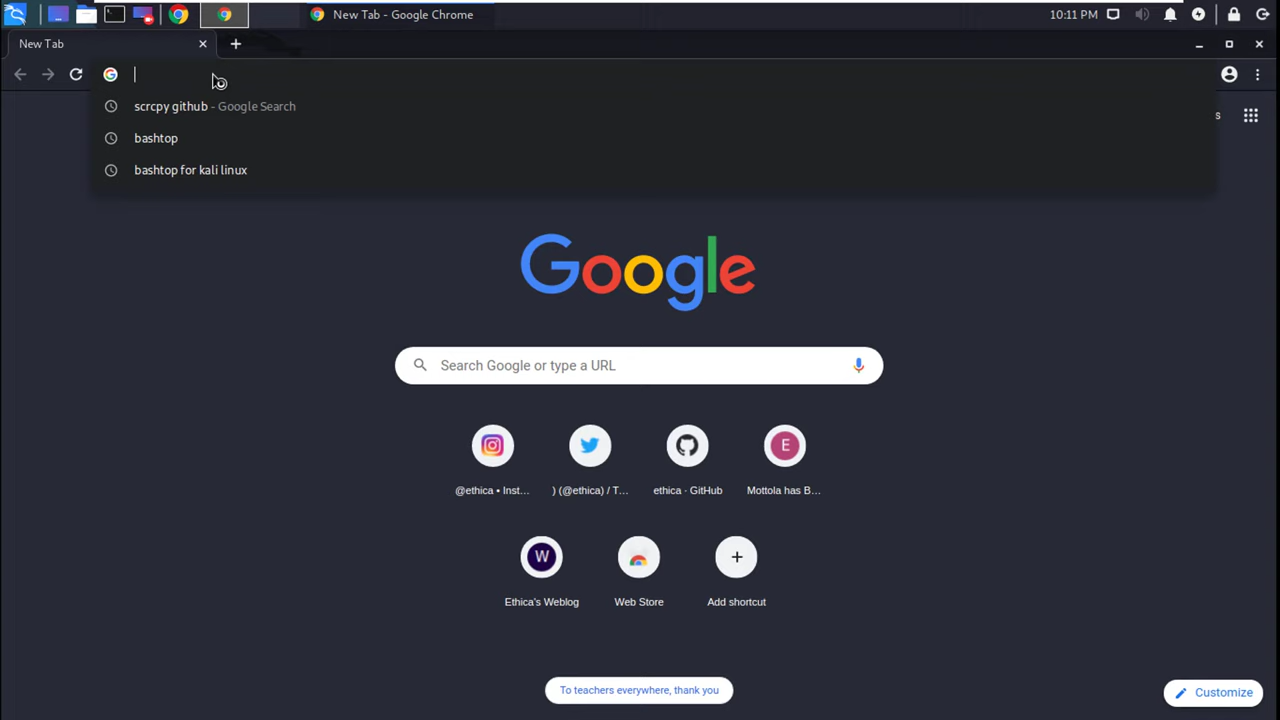 New Tab - Google Chrome
10:11 PM
New Tab
scrcpy github - Google Search
bashtop
bashtop for kali linux
s
Google
Search Google or type a URL
E
@ethica • Inst...
) (@ethica) / T...
ethica · GitHub
Mottola has B...
W
Ethica's Weblog
Web Store
Add shortcut
To teachers everywhere, thank you
Customize